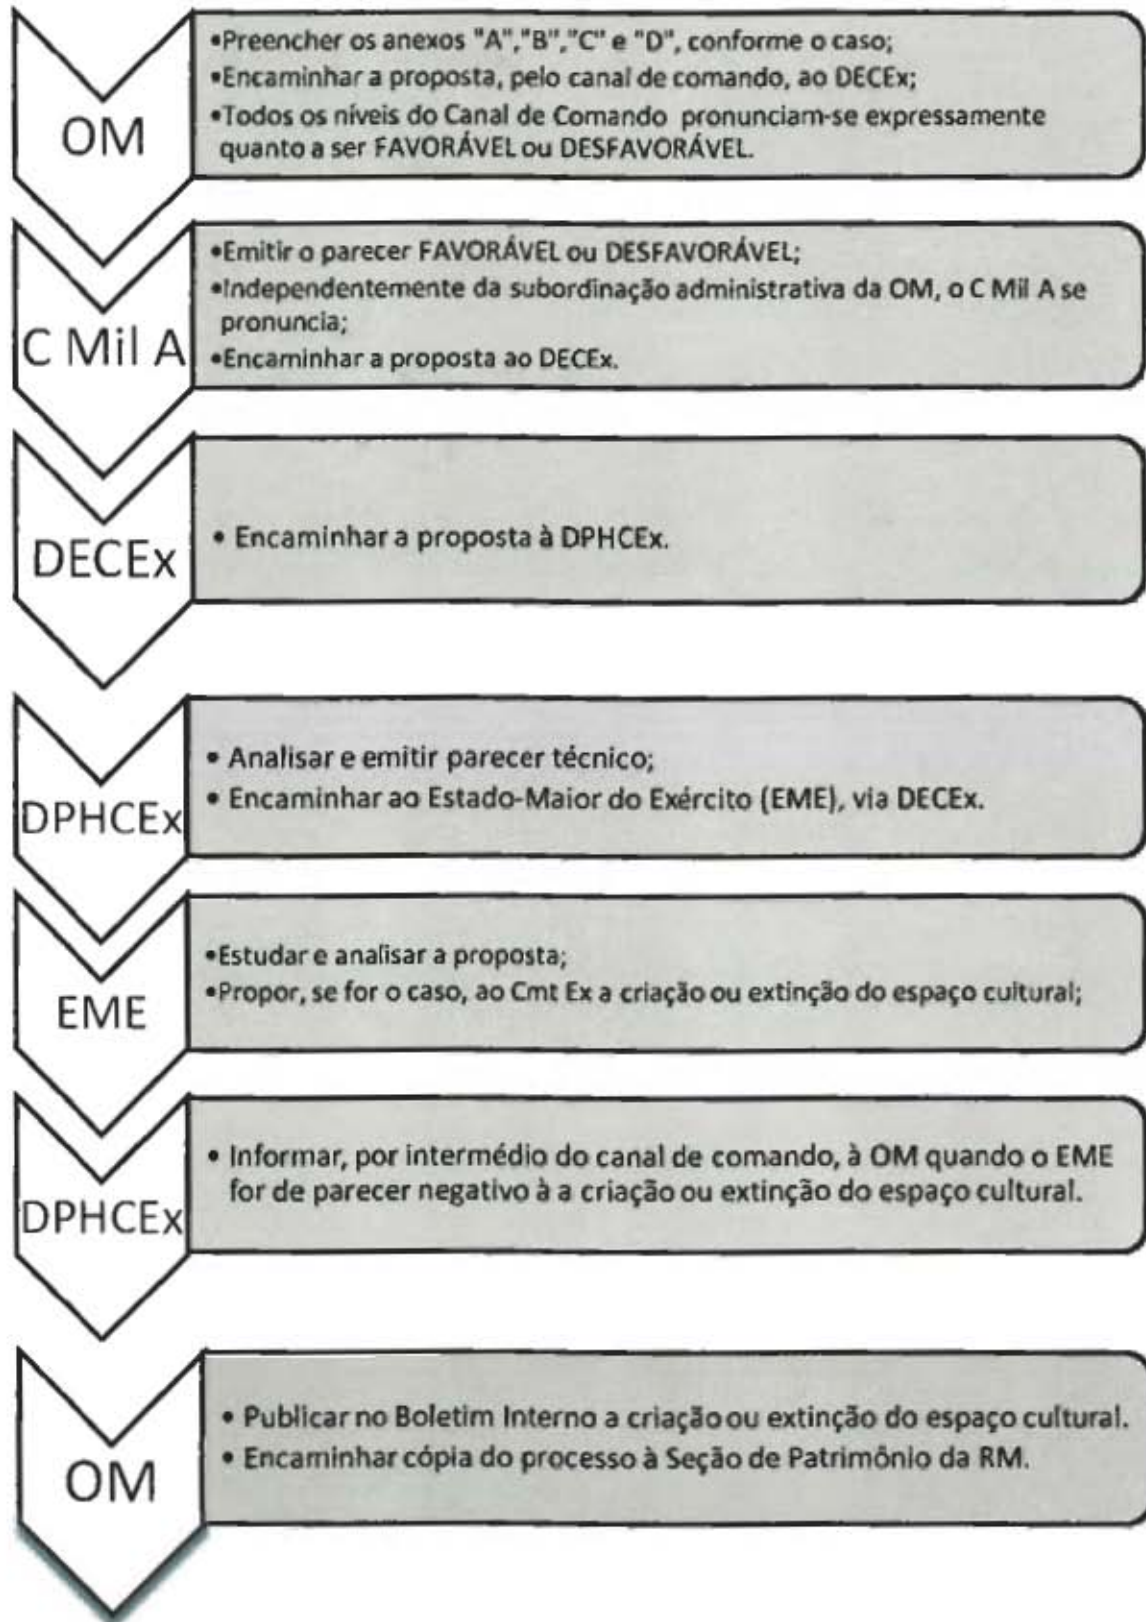 OM
•Preencher os anexos "A","B","C" e "D", conforme o caso;
•Encaminhar a proposta, pelo canal de comando, ao DECEx;
•Todos os níveis do Canal de Comando pronunciam-se expressamente
quanto a ser FAVORÁVEL ou DESFAVORÁVEL.
C Mil A
•Emitir o parecer FAVORÁVEL ou DESFAVORÁVEL;
•Independentemente da subordinação administrativa da OM, o C Mil A se
pronuncia;
•Encaminhar a proposta ao DECEx.
DECEx
• Encaminhar a proposta à DPHCEx.
DPHCEx
• Analisar e emitir parecer técnico;
• Encaminhar ao Estado-Maior do Exército (EME), via DECEx.
EME
•Estudar e analisar a proposta;
•Propor, se for o caso, ao Cmt Ex a criação ou extinção do espaço cultural;
DPHCEx
• Informar, por intermédio do canal de comando, à OM quando o EME
for de parecer negativo à a criação ou extinção do espaço cultural.
OM
• Publicar no Boletim Interno a criação ou extinção do espaço cultural.
• Encaminhar cópia do processo à Seção de Patrimônio da RM.